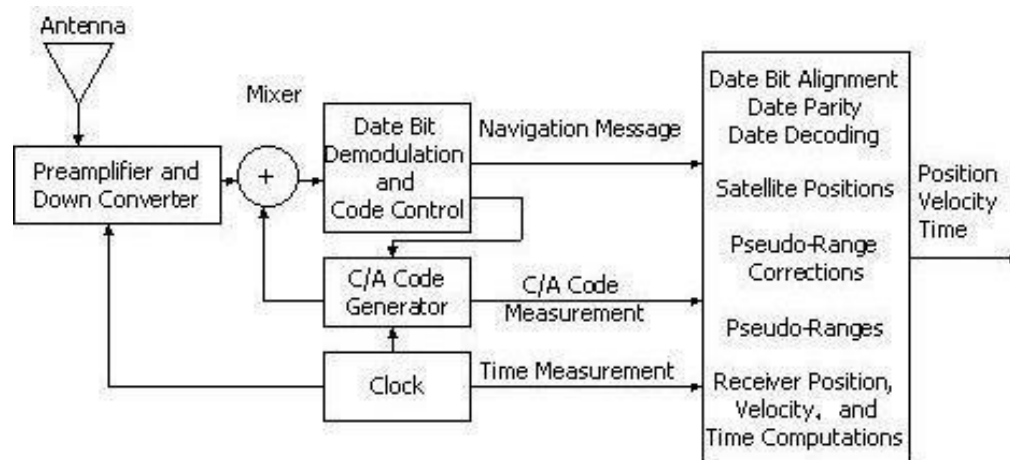 Antenna
Mixer
Preamplifier and
Down Converter
+
Date Bit
Demodulation
and
Code Control
C/A Code
Generator
Clock
Navigation Message
C/A Code
Measurement
Time Measurement
Date Bit Alignment
Date Parity
Date Decoding
Satellite Positions
Pseudo-Range
Corrections
Pseudo-Ranges
Receiver Position,
Velocity, and
Time Computations
Position
Velocity
Time